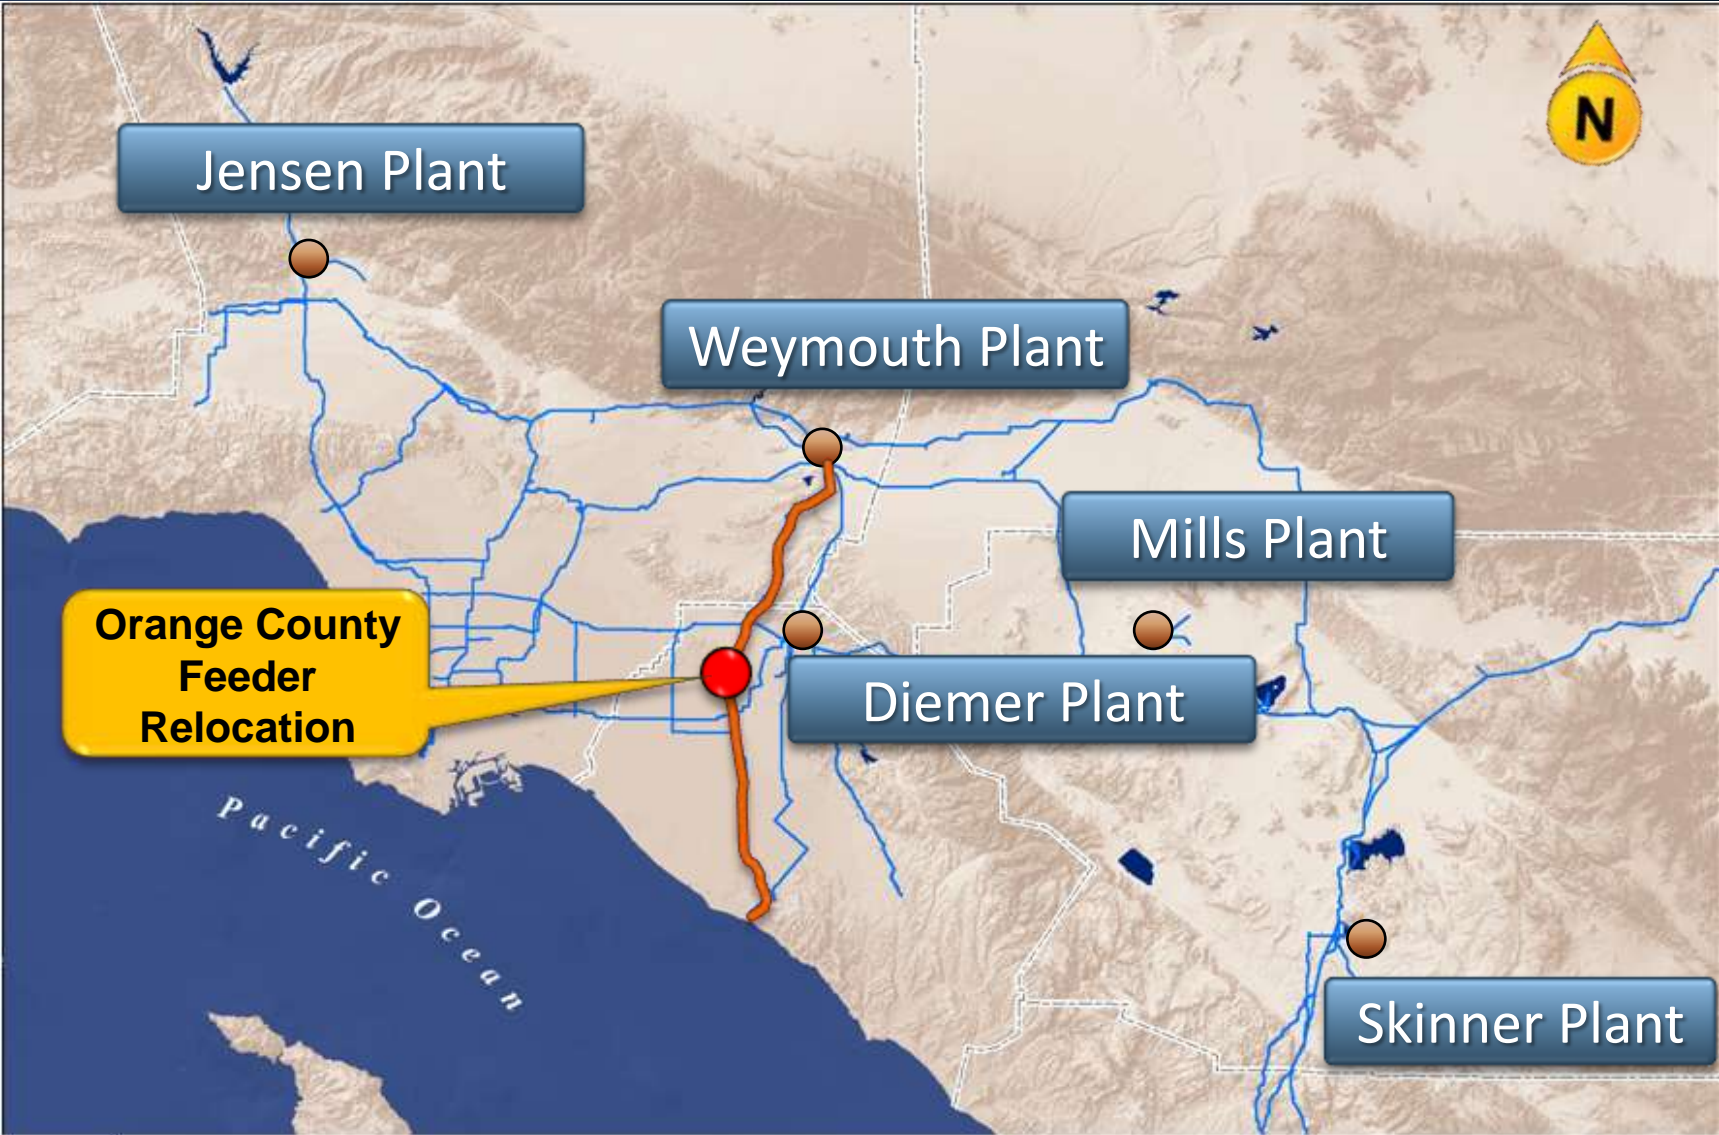 N
Jensen Plant
Weymouth Plant
Mills Plant
Orange County
Feeder
Relocation
Diemer Plant
Pacific Ocean
Skinner Plant